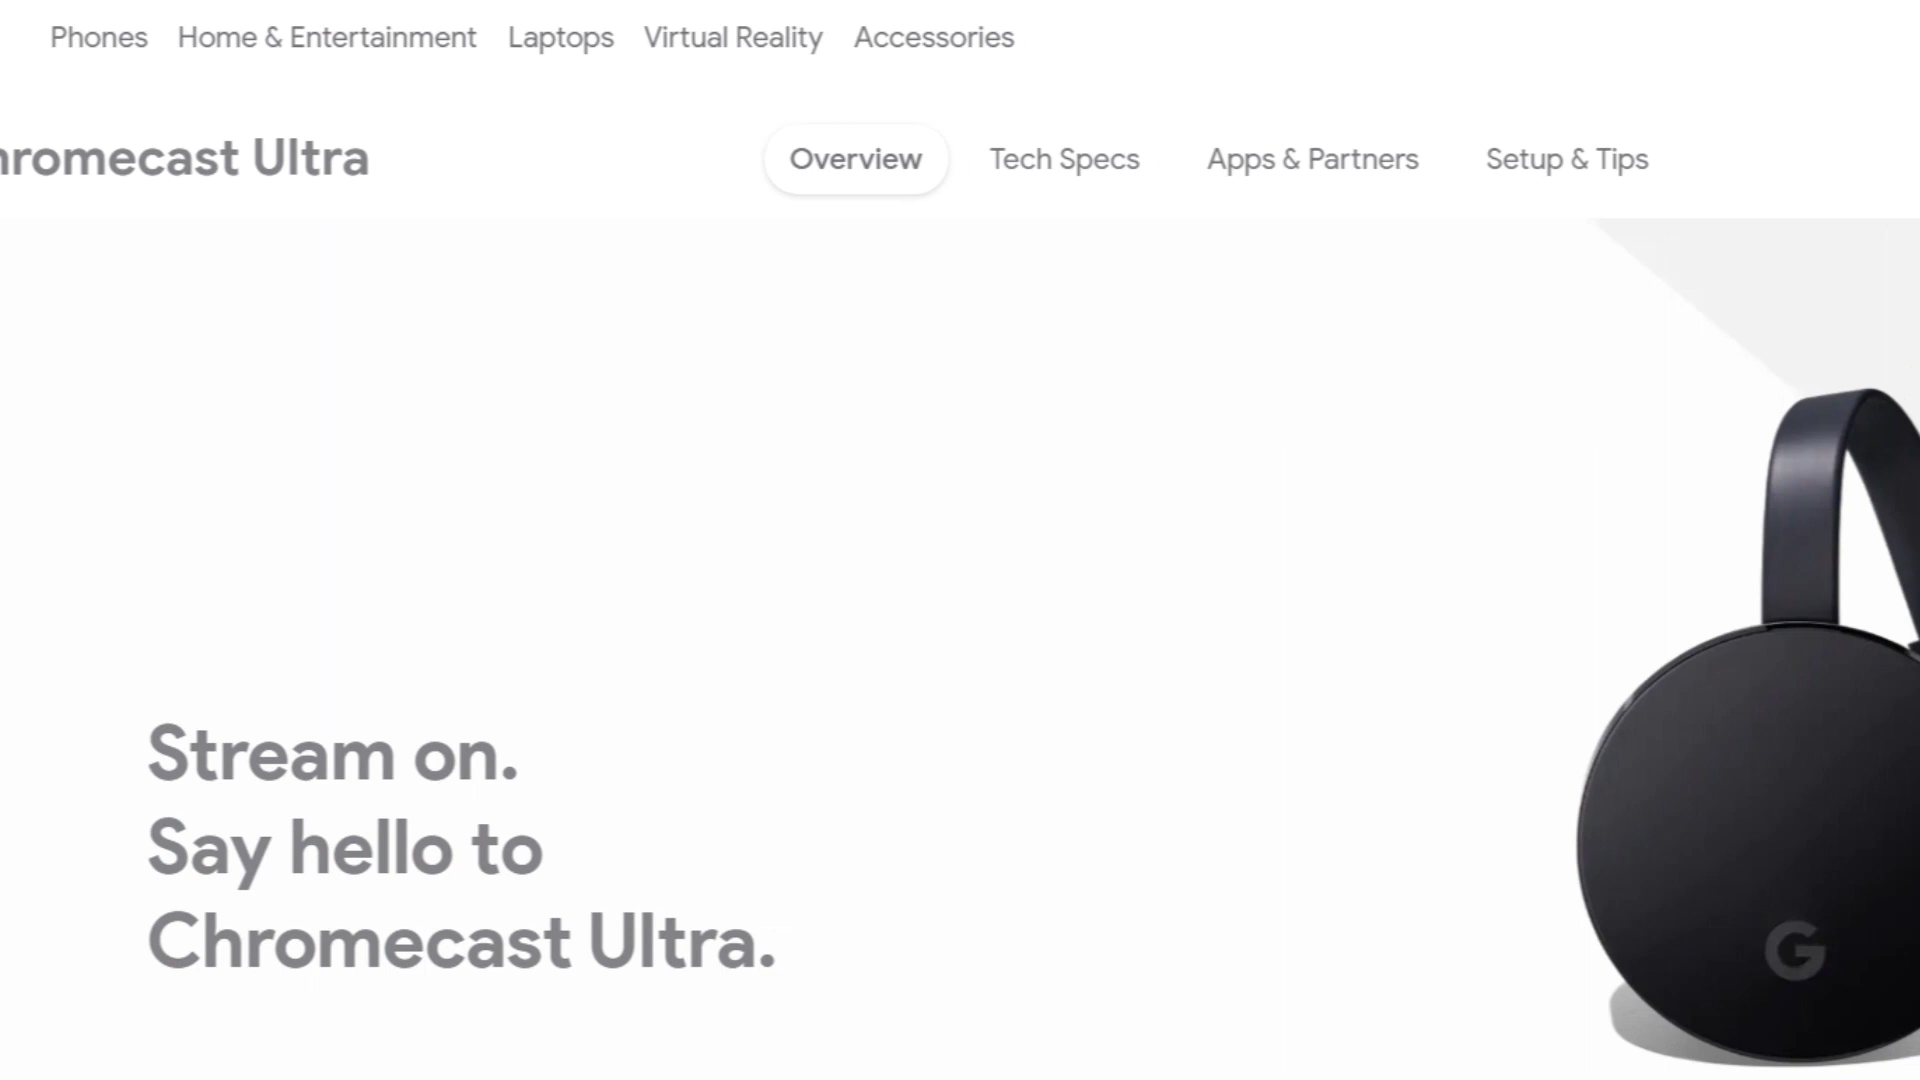 Phones Home & Entertainment Laptops Virtual Reality Accessories
hromecast Ultra Overview Tech Specs Apps & Partners Setup & Tips
Stream on.
Say hello to
Chromecast Ultra.
G